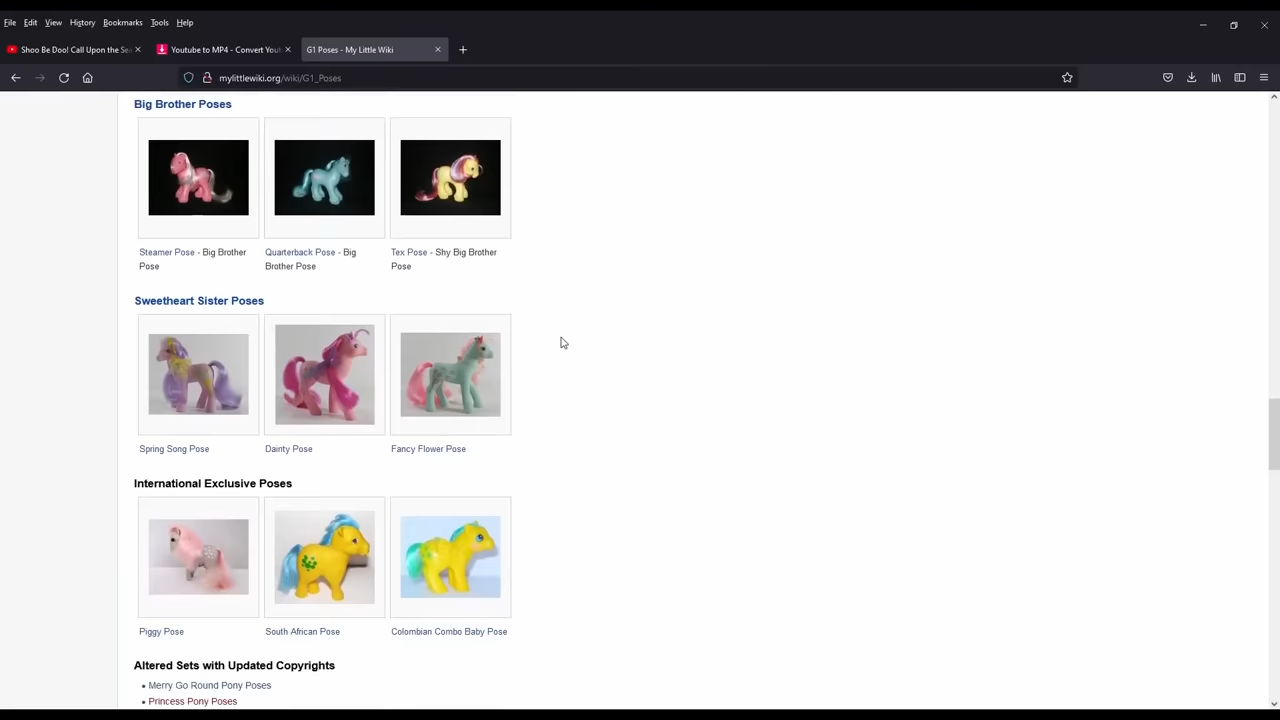 File Edit View History Bookmarks Tools Help
Shoo Be Doo! Call Upon the Sea
Youtube to MP4 - Convert Yout
G1 Poses - My Little Wiki
mylittlewiki.org/wiki/G1_Poses
Big Brother Poses
Steamer Pose - Big Brother
Pose
Quarterback Pose - Big
Brother Pose
Tex Pose - Shy Big Brother
Pose
Sweetheart Sister Poses
Spring Song Pose
Dainty Pose
Fancy Flower Pose
International Exclusive Poses
Piggy Pose
South African Pose
Colombian Combo Baby Pose
Altered Sets with Updated Copyrights
• Merry Go Round Pony Poses
• Princess Pony Poses